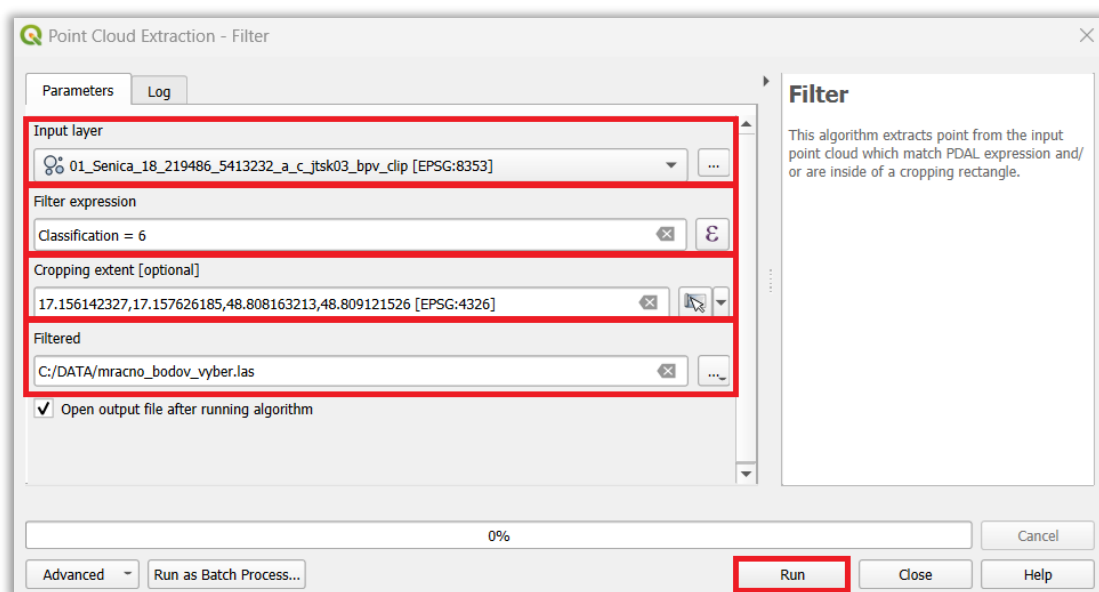 Point Cloud Extraction - Filter
Parameters
Log
Input layer
01_Senica_18_219486_5413232_a_c_jtsk03_bpv_clip [EPSG:8353]
...
Filter expression
Classification = 6
ε
Cropping extent [optional]
17.156142327,17.157626185,48.808163213,48.809121526 [EPSG:4326]
Filtered
C:/DATA/mracno_bodov_vyber.las
...
Open output file after running algorithm
Filter
This algorithm extracts point from the input
point cloud which match PDAL expression and/
or are inside of a cropping rectangle.
0%
Cancel
Advanced
Run as Batch Process...
Run
Close
Help